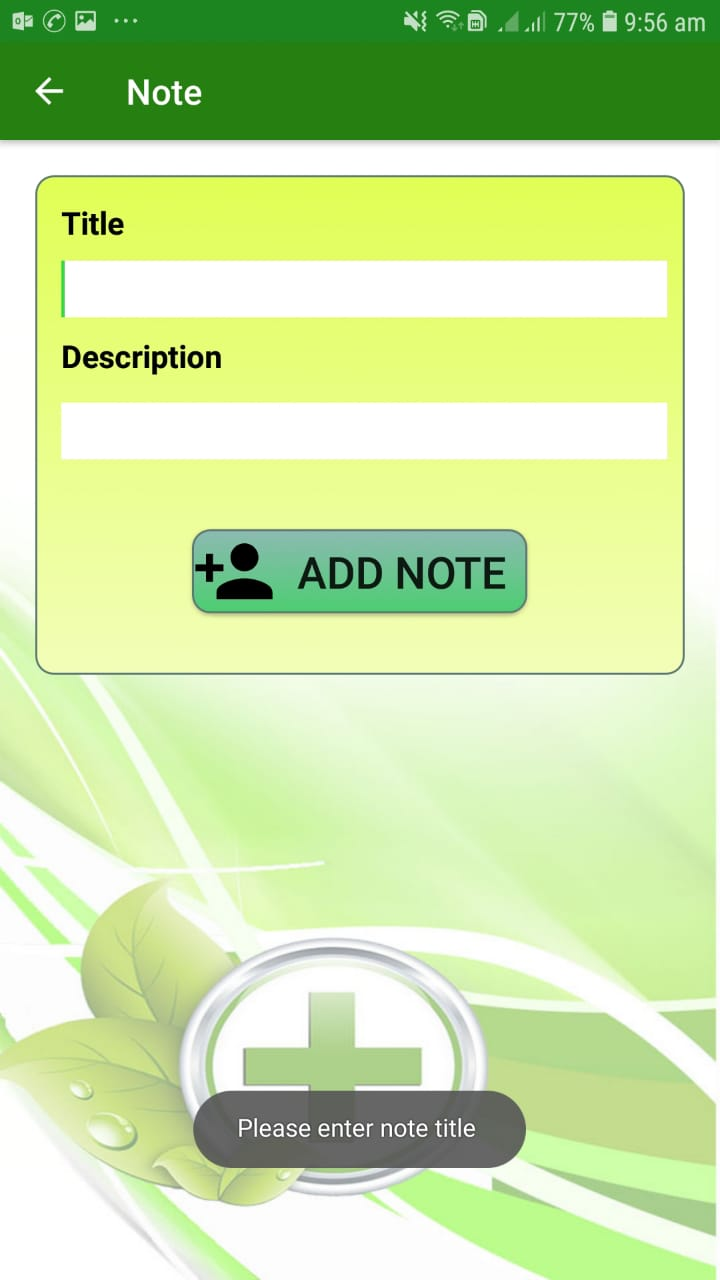 77% 9:56 am
Note
Title
Description
ADD NOTE
Please enter note title